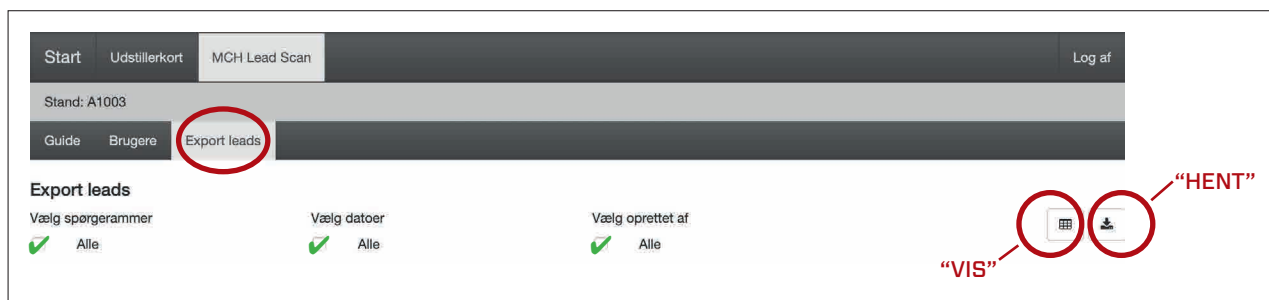 Start Udstillerkort MCH Lead Scan Log af
Stand: A1003
Guide Brugere Export leads
Export leads
"HENT"
Vælg spørgerammer Vælg datoer Vælg oprettet af
Alle Alle Alle
"VIS"